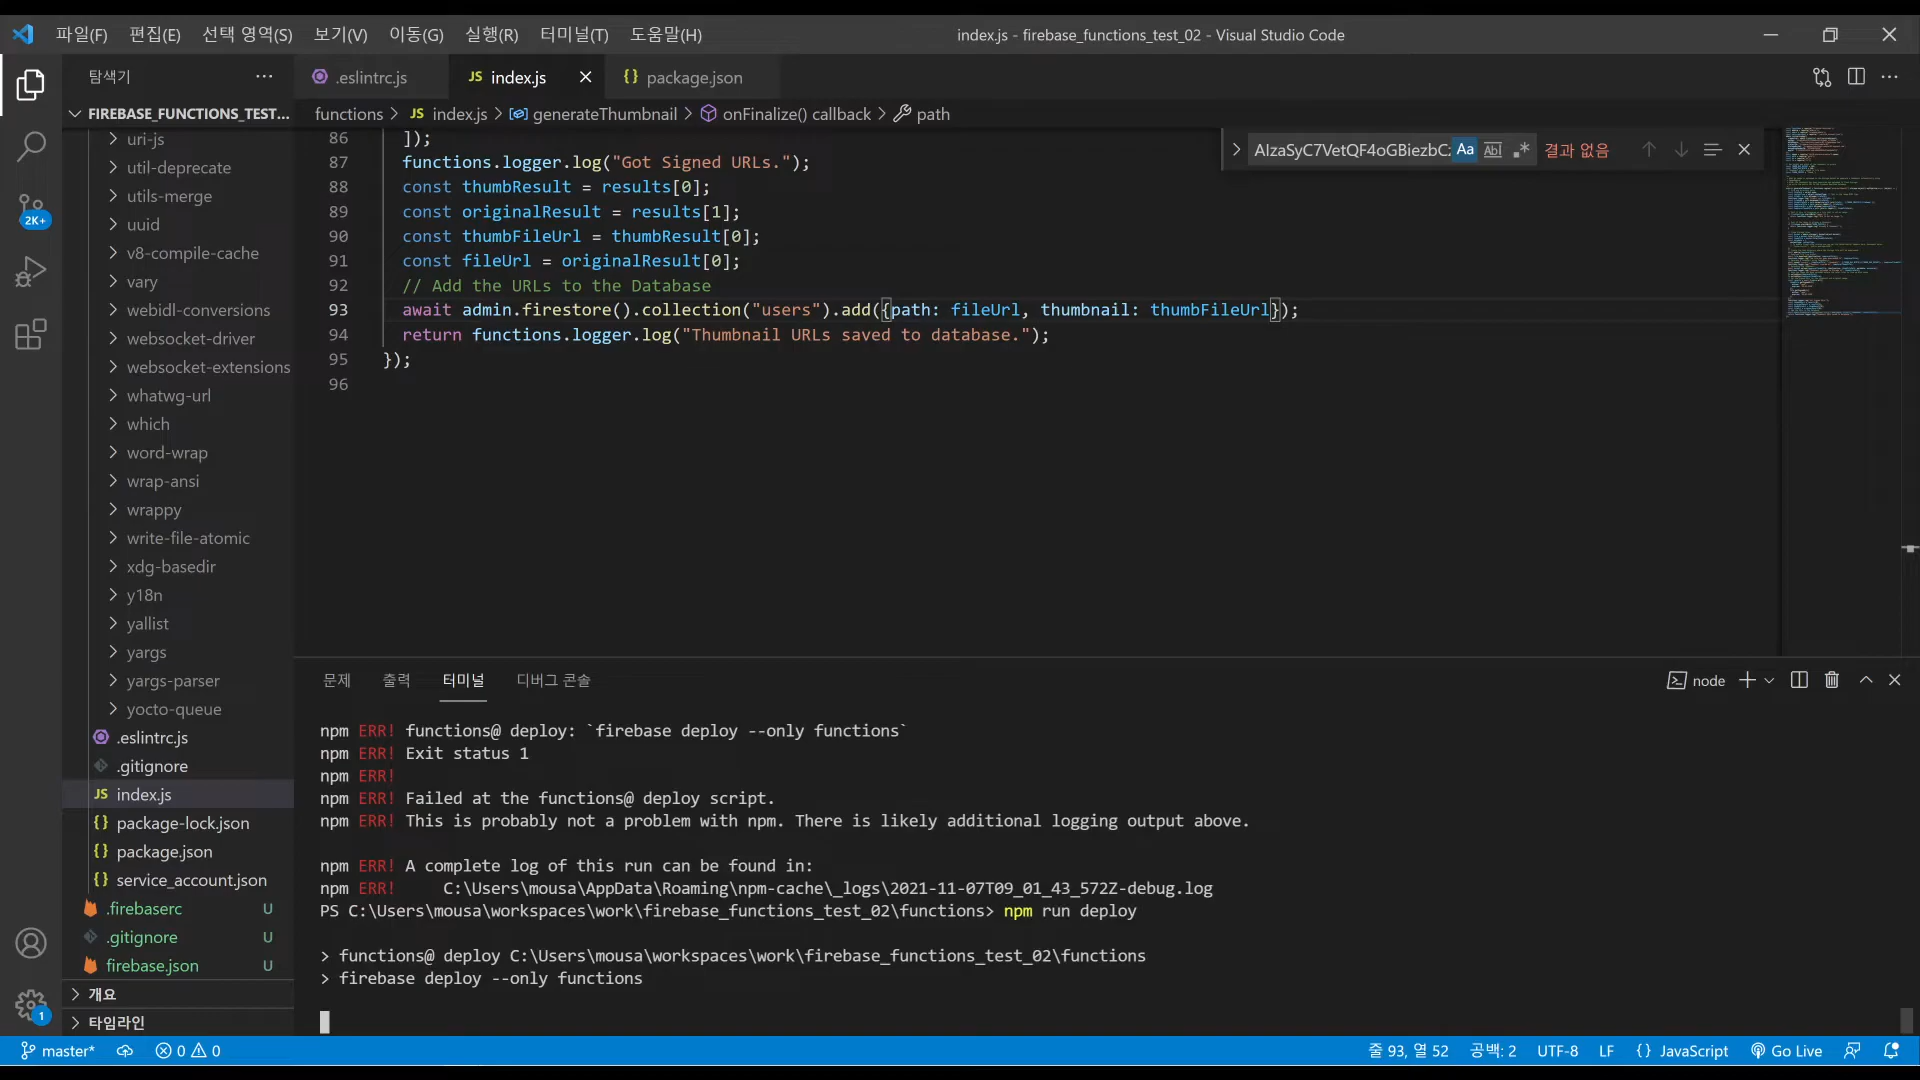 파일(F) 편집(E) 선택 영역(S) 보기(V) 이동(G) 실행(R) 터미널(T) 도움말(H)
index.js - firebase_functions_test_02 - Visual Studio Code
탐색기
.eslintrc.js
JS index.js
{} package.json
FIREBASE_FUNCTIONS_TEST...
functions > JS index.js > generateThumbnail > onFinalize() callback > path
uri-js
util-deprecate
utils-merge
uuid
v8-compile-cache
vary
webidl-conversions
websocket-driver
websocket-extensions
whatwg-url
which
word-wrap
wrap-ansi
wrappy
write-file-atomic
xdg-basedir
y18n
yallist
yargs
yargs-parser
yocto-queue
.eslintrc.js
.gitignore
JS index.js
{} package-lock.json
{} package.json
{} service_account.json
.firebaserc U
.gitignore U
firebase.json U
개요
타임라인
2K+
1
86 ]);
87 functions.logger.log("Got Signed URLs.");
88 const thumbResult = results[0];
89 const originalResult = results[1];
90 const thumbFileUrl = thumbResult[0];
91 const fileUrl = originalResult[0];
92 // Add the URLs to the Database
93 await admin.firestore().collection("users").add({path: fileUrl, thumbnail: thumbFileUrl});
94 return functions.logger.log("Thumbnail URLs saved to database.");
95 });
96
Aa Abl .* 결과 없음
문제 출력 터미널 디버그 콘솔
node
npm ERR! functions@ deploy: `firebase deploy --only functions`
npm ERR! Exit status 1
npm ERR!
npm ERR! Failed at the functions@ deploy script.
npm ERR! This is probably not a problem with npm. There is likely additional logging output above.
npm ERR! A complete log of this run can be found in:
npm ERR! C:\Users\mousa\AppData\Roaming\npm-cache\_logs\2021-11-07T09_01_43_572Z-debug.log
PS C:\Users\mousa\workspaces\work\firebase_functions_test_02\functions> npm run deploy
> functions@ deploy C:\Users\mousa\workspaces\work\firebase_functions_test_02\functions
> firebase deploy --only functions
master* 0 0
줄 93, 열 52 공백: 2 UTF-8 LF {} JavaScript Go Live